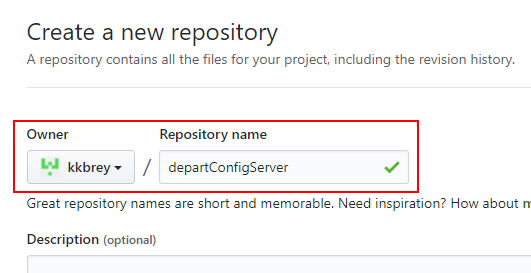 Create a new repository
A repository contains all the files for your project, including the revision history.
Owner Repository name
kkbrey / departConfigServer
Great repository names are short and memorable. Need inspiration? How about
Description (optional)